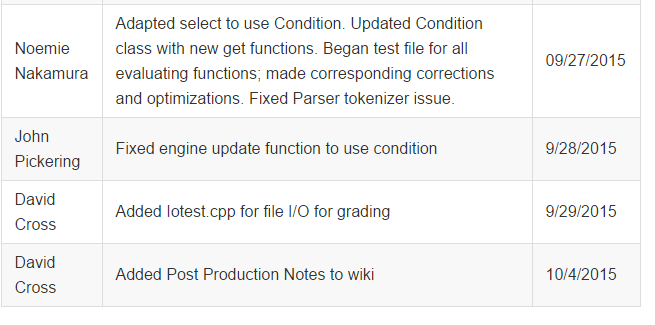 Noemie Nakamura
Adapted select to use Condition. Updated Condition
class with new get functions. Began test file for all
evaluating functions; made corresponding corrections
and optimizations. Fixed Parser tokenizer issue.
09/27/2015
John Pickering
Fixed engine update function to use condition
9/28/2015
David Cross
Added Iotest.cpp for file I/O for grading
9/29/2015
David Cross
Added Post Production Notes to wiki
10/4/2015